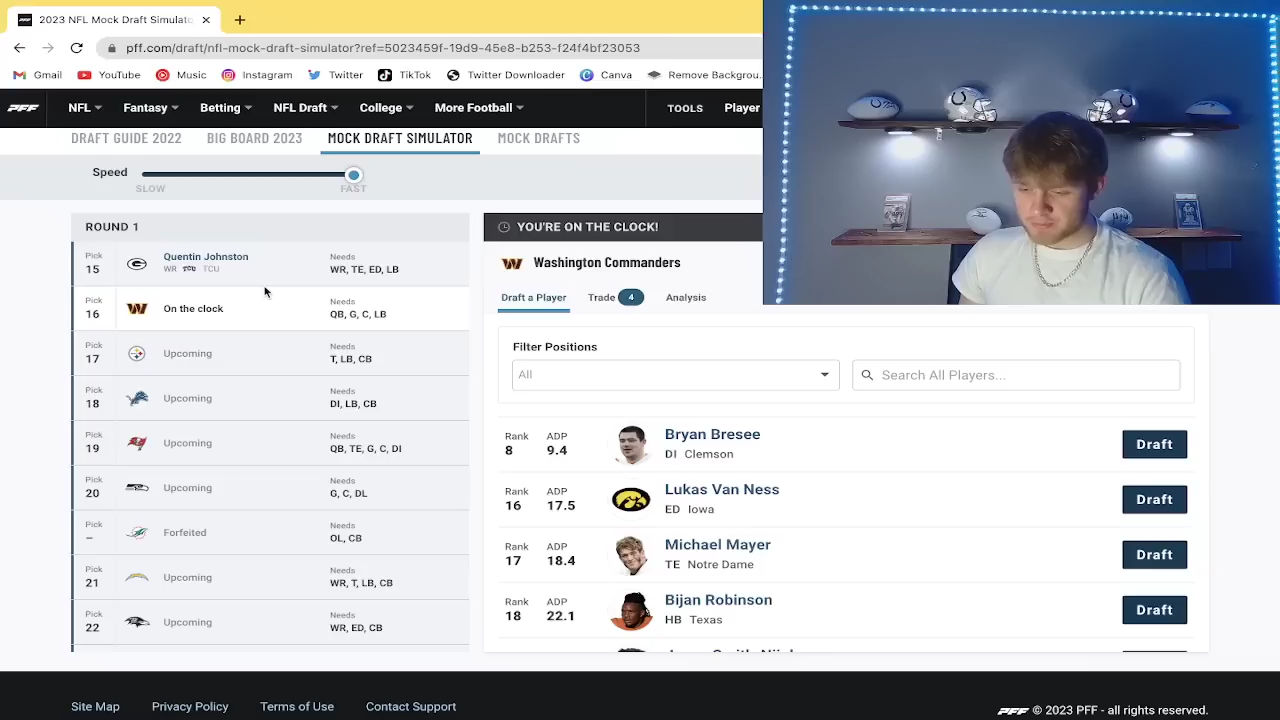 2023 NFL Mock Draft Simulato
pff.com/draft/nfl-mock-draft-simulator?ref=5023459f-19d9-45e8-b253-f24f4bf23053
Gmail YouTube Music Instagram Twitter TikTok Twitter Downloader Canva Remove Backgrou...
PFF NFL Fantasy Betting NFL Draft College More Football TOOLS Player
DRAFT GUIDE 2022 BIG BOARD 2023 MOCK DRAFT SIMULATOR MOCK DRAFTS
Speed
SLOW FAST
ROUND 1
Pick 15 Quentin Johnston Needs
WR TCU WR, TE, ED, LB
Pick 16 On the clock Needs
QB, G, C, LB
Pick 17 Upcoming Needs
T, LB, CB
Pick 18 Upcoming Needs
DI, LB, CB
Pick 19 Upcoming Needs
QB, TE, G, C, DI
Pick 20 Upcoming Needs
G, C, DL
Pick – Forfeited Needs
OL, CB
Pick 21 Upcoming Needs
WR, T, LB, CB
Pick 22 Upcoming Needs
WR, ED, CB
YOU'RE ON THE CLOCK!
Washington Commanders
Draft a Player Trade 4 Analysis
Filter Positions
All Search All Players...
Rank 8 ADP 9.4 Bryan Bresee Draft
DI Clemson
Rank 16 ADP 17.5 Lukas Van Ness Draft
ED Iowa
Rank 17 ADP 18.4 Michael Mayer Draft
TE Notre Dame
Rank 18 ADP 22.1 Bijan Robinson Draft
HB Texas
Site Map Privacy Policy Terms of Use Contact Support
PFF © 2023 PFF - all rights reserved.